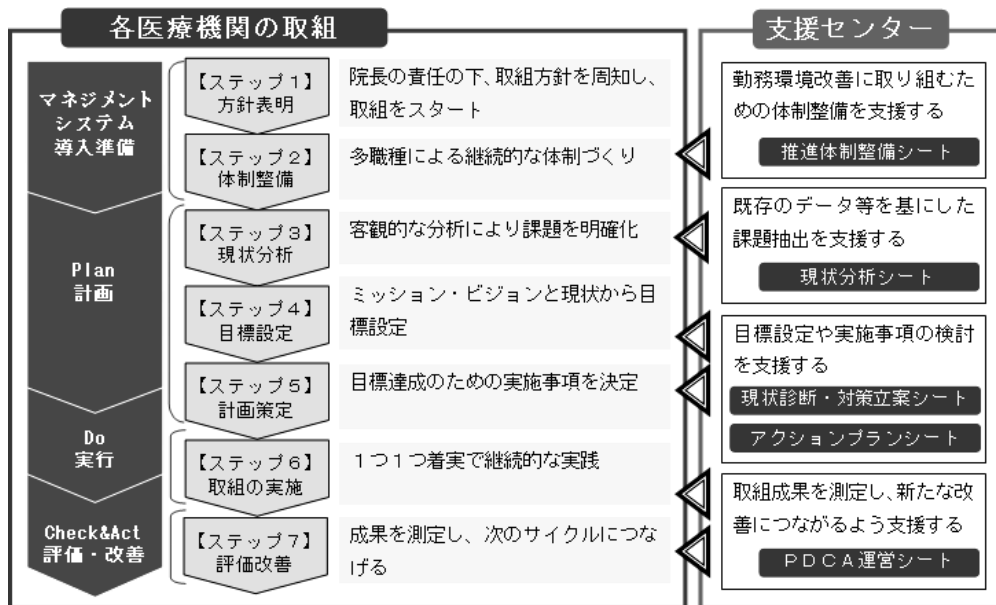 各医療機関の取組
マネジメント
システム
導入準備
【ステップ１】
方針表明
院長の責任の下、取組方針を周知し、
取組をスタート
【ステップ２】
体制整備
多職種による継続的な体制づくり
Plan
計画
【ステップ３】
現状分析
客観的な分析により課題を明確化
【ステップ４】
目標設定
ミッション・ビジョンと現状から目
標設定
【ステップ５】
計画策定
目標達成のための実施事項を決定
Do
実行
【ステップ６】
取組の実施
１つ１つ着実で継続的な実践
Check&Act
評価・改善
【ステップ７】
評価改善
成果を測定し、次のサイクルにつな
げる
支援センター
勤務環境改善に取り組むた
めの体制整備を支援する
推進体制整備シート
既存のデータ等を基にした
課題抽出を支援する
現状分析シート
目標設定や実施事項の検討
を支援する
現状診断・対策立案シート
アクションプランシート
取組成果を測定し、新たな改
善につながるよう支援する
ＰＤＣＡ運営シート